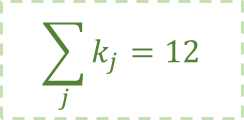 ∑_j k_j = 12